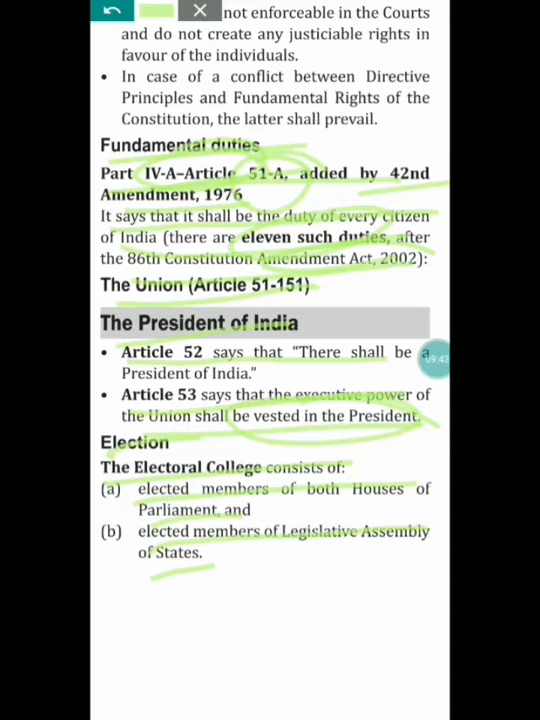 not enforceable in the Courts
and do not create any justiciable rights in
favour of the individuals.
• In case of a conflict between Directive
Principles and Fundamental Rights of the
Constitution, the latter shall prevail.
Fundamental duties
Part IV-A–Article 51-A, added by 42nd
Amendment, 1976
It says that it shall be the duty of every citizen
of India (there are eleven such duties, after
the 86th Constitution Amendment Act, 2002):
The Union (Article 51-151)
The President of India
• Article 52 says that “There shall be a
President of India.”
09:43
• Article 53 says that the executive power of
the Union shall be vested in the President.
Election
The Electoral College consists of:
(a) elected members of both Houses of
Parliament, and
(b) elected members of Legislative Assembly
of States.